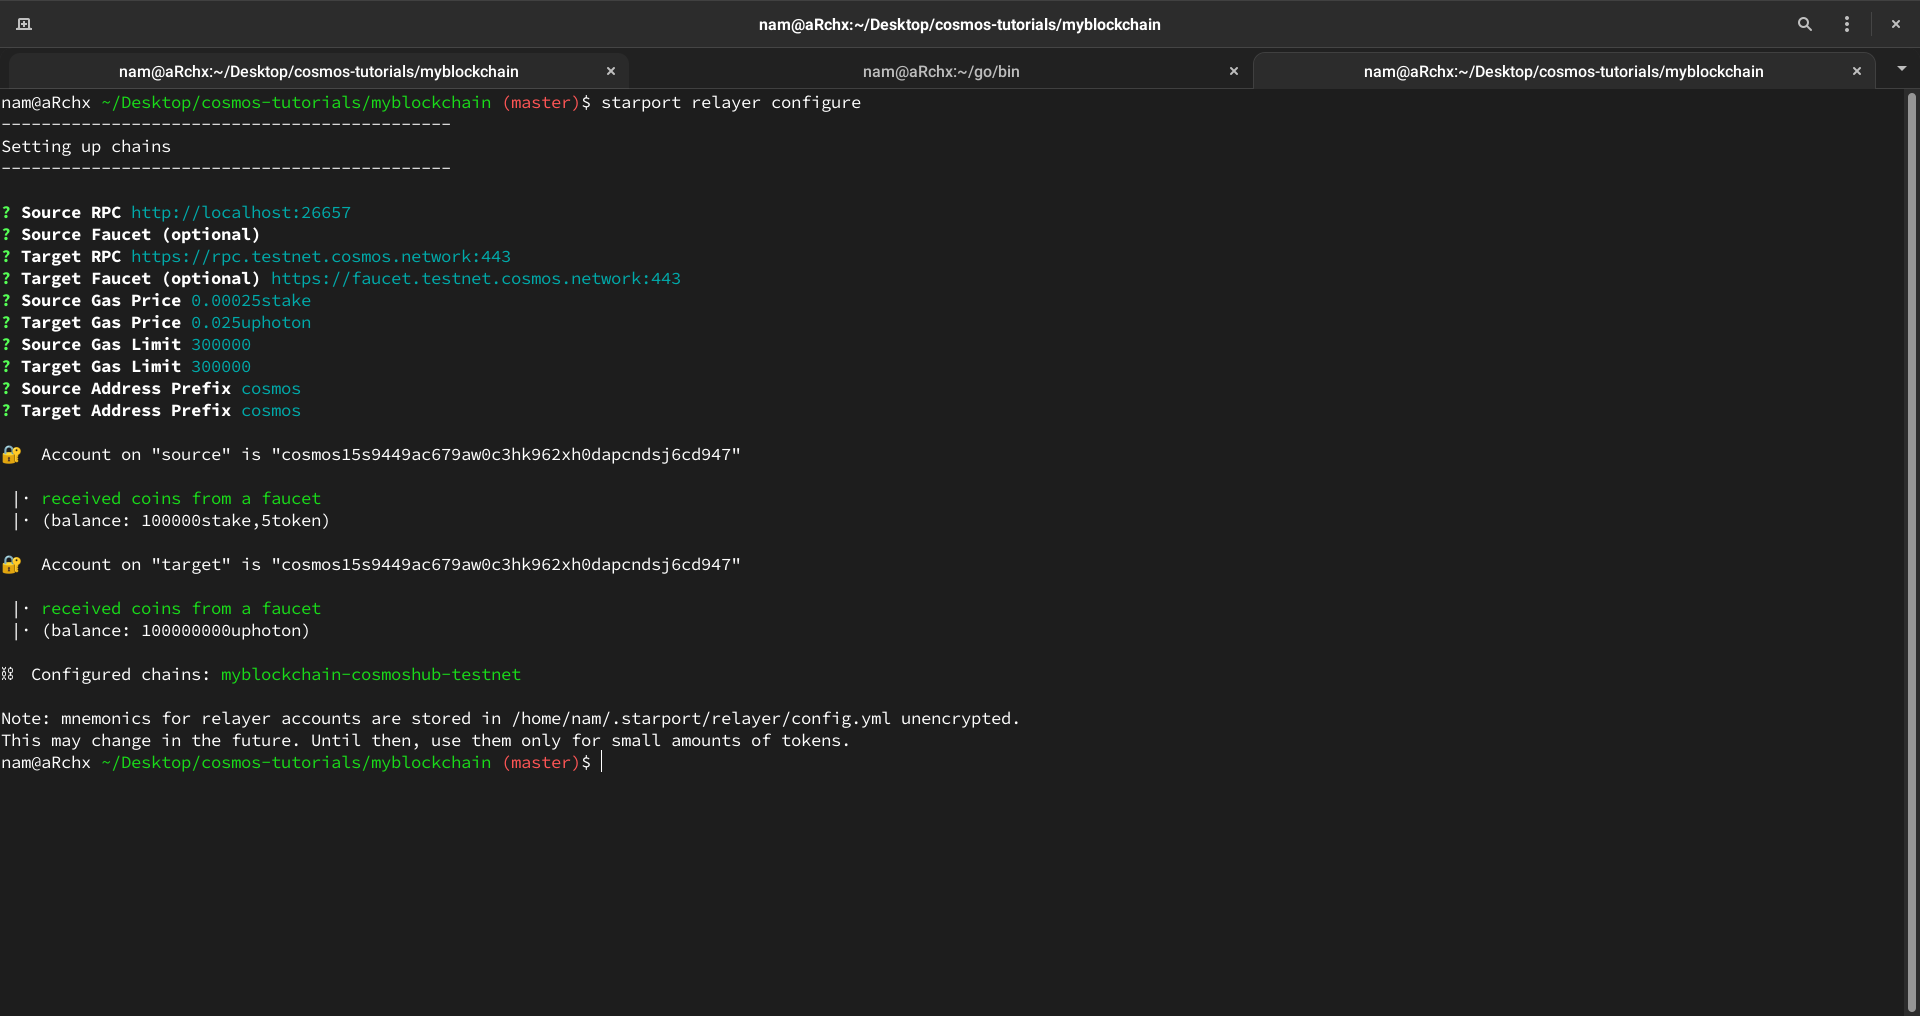 nam@aRchx:~/Desktop/cosmos-tutorials/myblockchain
nam@aRchx:~/Desktop/cosmos-tutorials/myblockchain × nam@aRchx:~/go/bin × nam@aRchx:~/Desktop/cosmos-tutorials/myblockchain ×
nam@aRchx ~/Desktop/cosmos-tutorials/myblockchain (master)$ starport relayer configure
---------------------------------------------
Setting up chains
---------------------------------------------
? Source RPC http://localhost:26657
? Source Faucet (optional)
? Target RPC https://rpc.testnet.cosmos.network:443
? Target Faucet (optional) https://faucet.testnet.cosmos.network:443
? Source Gas Price 0.00025stake
? Target Gas Price 0.025uphoton
? Source Gas Limit 300000
? Target Gas Limit 300000
? Source Address Prefix cosmos
? Target Address Prefix cosmos
🔐 Account on "source" is "cosmos15s9449ac679aw0c3hk962xh0dapcndsj6cd947"
|· received coins from a faucet
|· (balance: 100000stake,5token)
🔐 Account on "target" is "cosmos15s9449ac679aw0c3hk962xh0dapcndsj6cd947"
|· received coins from a faucet
|· (balance: 100000000uphoton)
⛓ Configured chains: myblockchain-cosmoshub-testnet
Note: mnemonics for relayer accounts are stored in /home/nam/.starport/relayer/config.yml unencrypted.
This may change in the future. Until then, use them only for small amounts of tokens.
nam@aRchx ~/Desktop/cosmos-tutorials/myblockchain (master)$